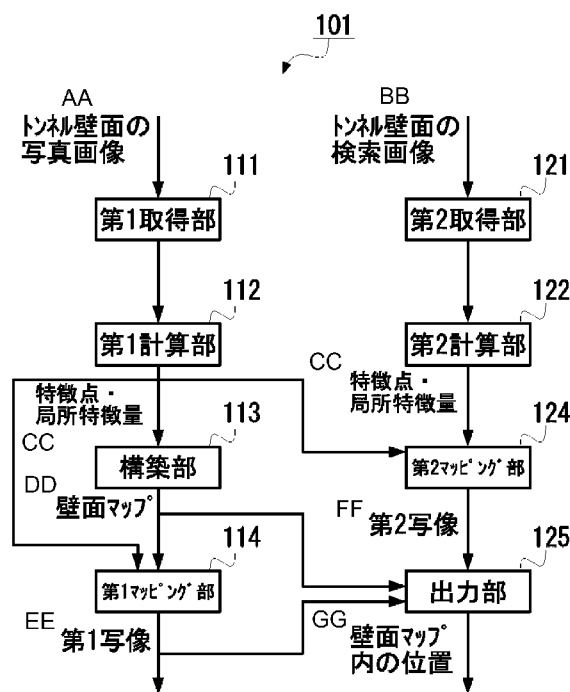 101
AA
トンネル壁面の
写真画像
BB
トンネル壁面の
検索画像
111
第1取得部
121
第2取得部
112
第1計算部
122
第2計算部
特徴点・
局所特徴量
CC
CC
特徴点・
局所特徴量
113
構築部
124
第2マッピング部
DD
壁面マップ
FF
第2写像
114
第1マッピング部
125
出力部
EE
第1写像
GG
壁面マップ
内の位置